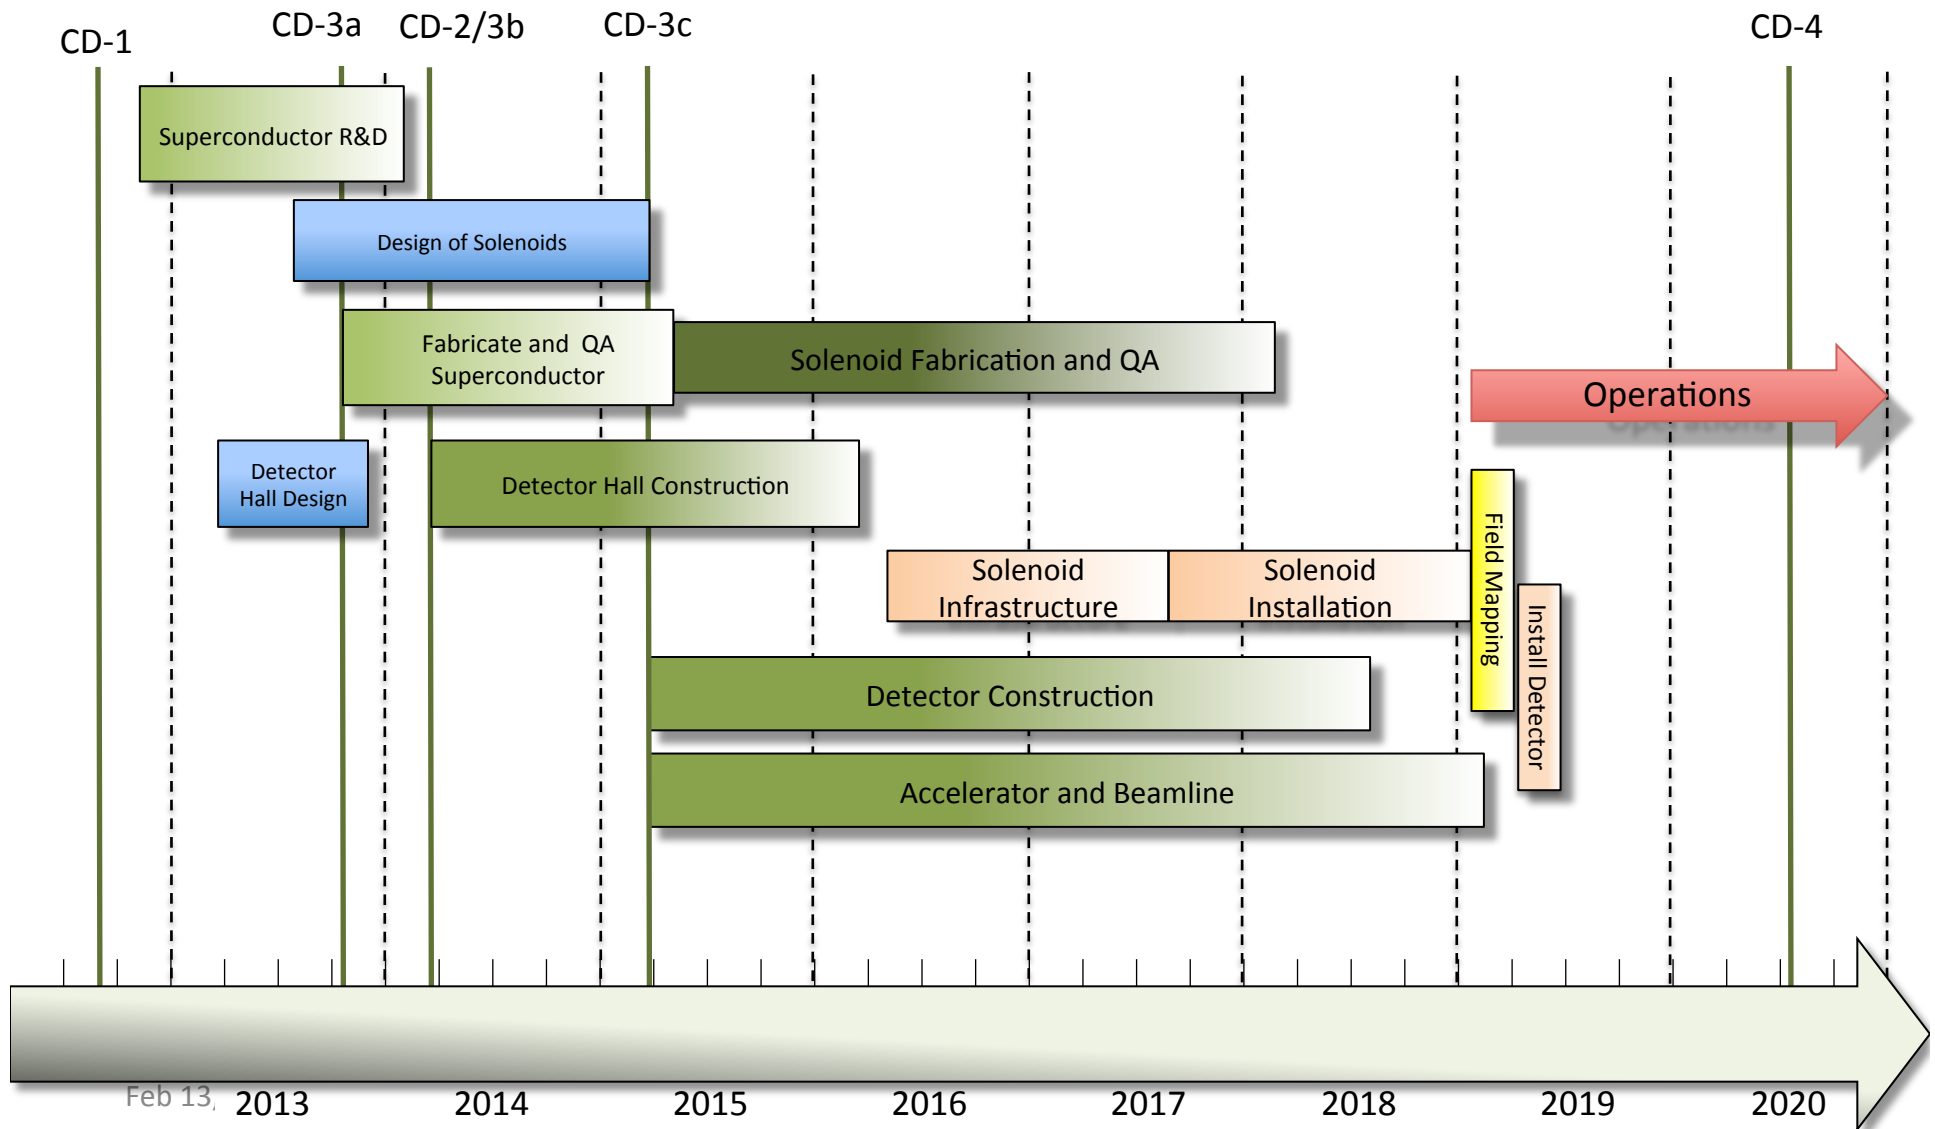 CD-1
CD-3a
CD-2/3b
CD-3c
CD-4
Superconductor R&D
Design of Solenoids
Fabricate and QA
Superconductor
Solenoid Fabrication and QA
Operations
Detector
Hall Design
Detector Hall Construction
Field Mapping
Solenoid
Infrastructure
Solenoid
Installation
Install Detector
Detector Construction
Accelerator and Beamline
Feb 13,
2013
2014
2015
2016
2017
2018
2019
2020